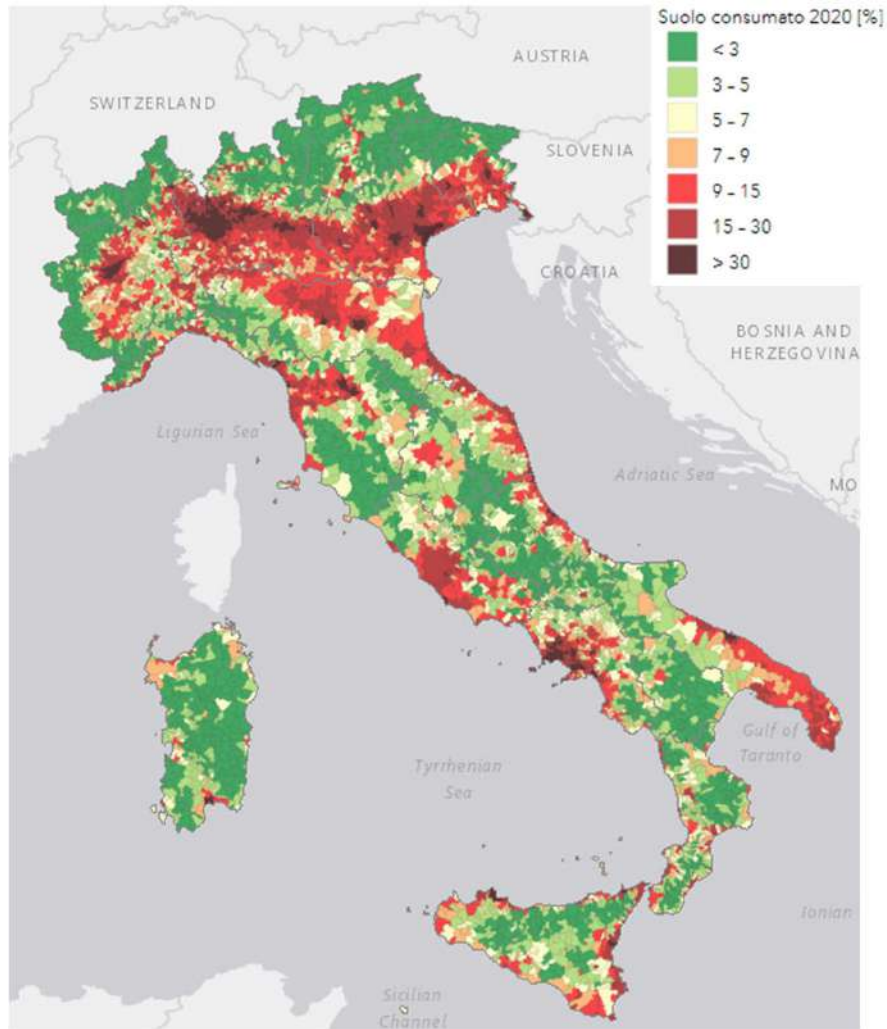 Suolo consumato 2020 [%]
< 3
3 - 5
5 - 7
7 - 9
9 - 15
15 - 30
> 30
AUSTRIA
SWITZERLAND
SLOVENIA
CROATIA
BOSNIA AND
HERZEGOVINA
Ligurian Sea
Adriatic Sea
MO
Gulf of
Taranto
Tyrrhenian
Sea
Ionian
Sicilian
Channel